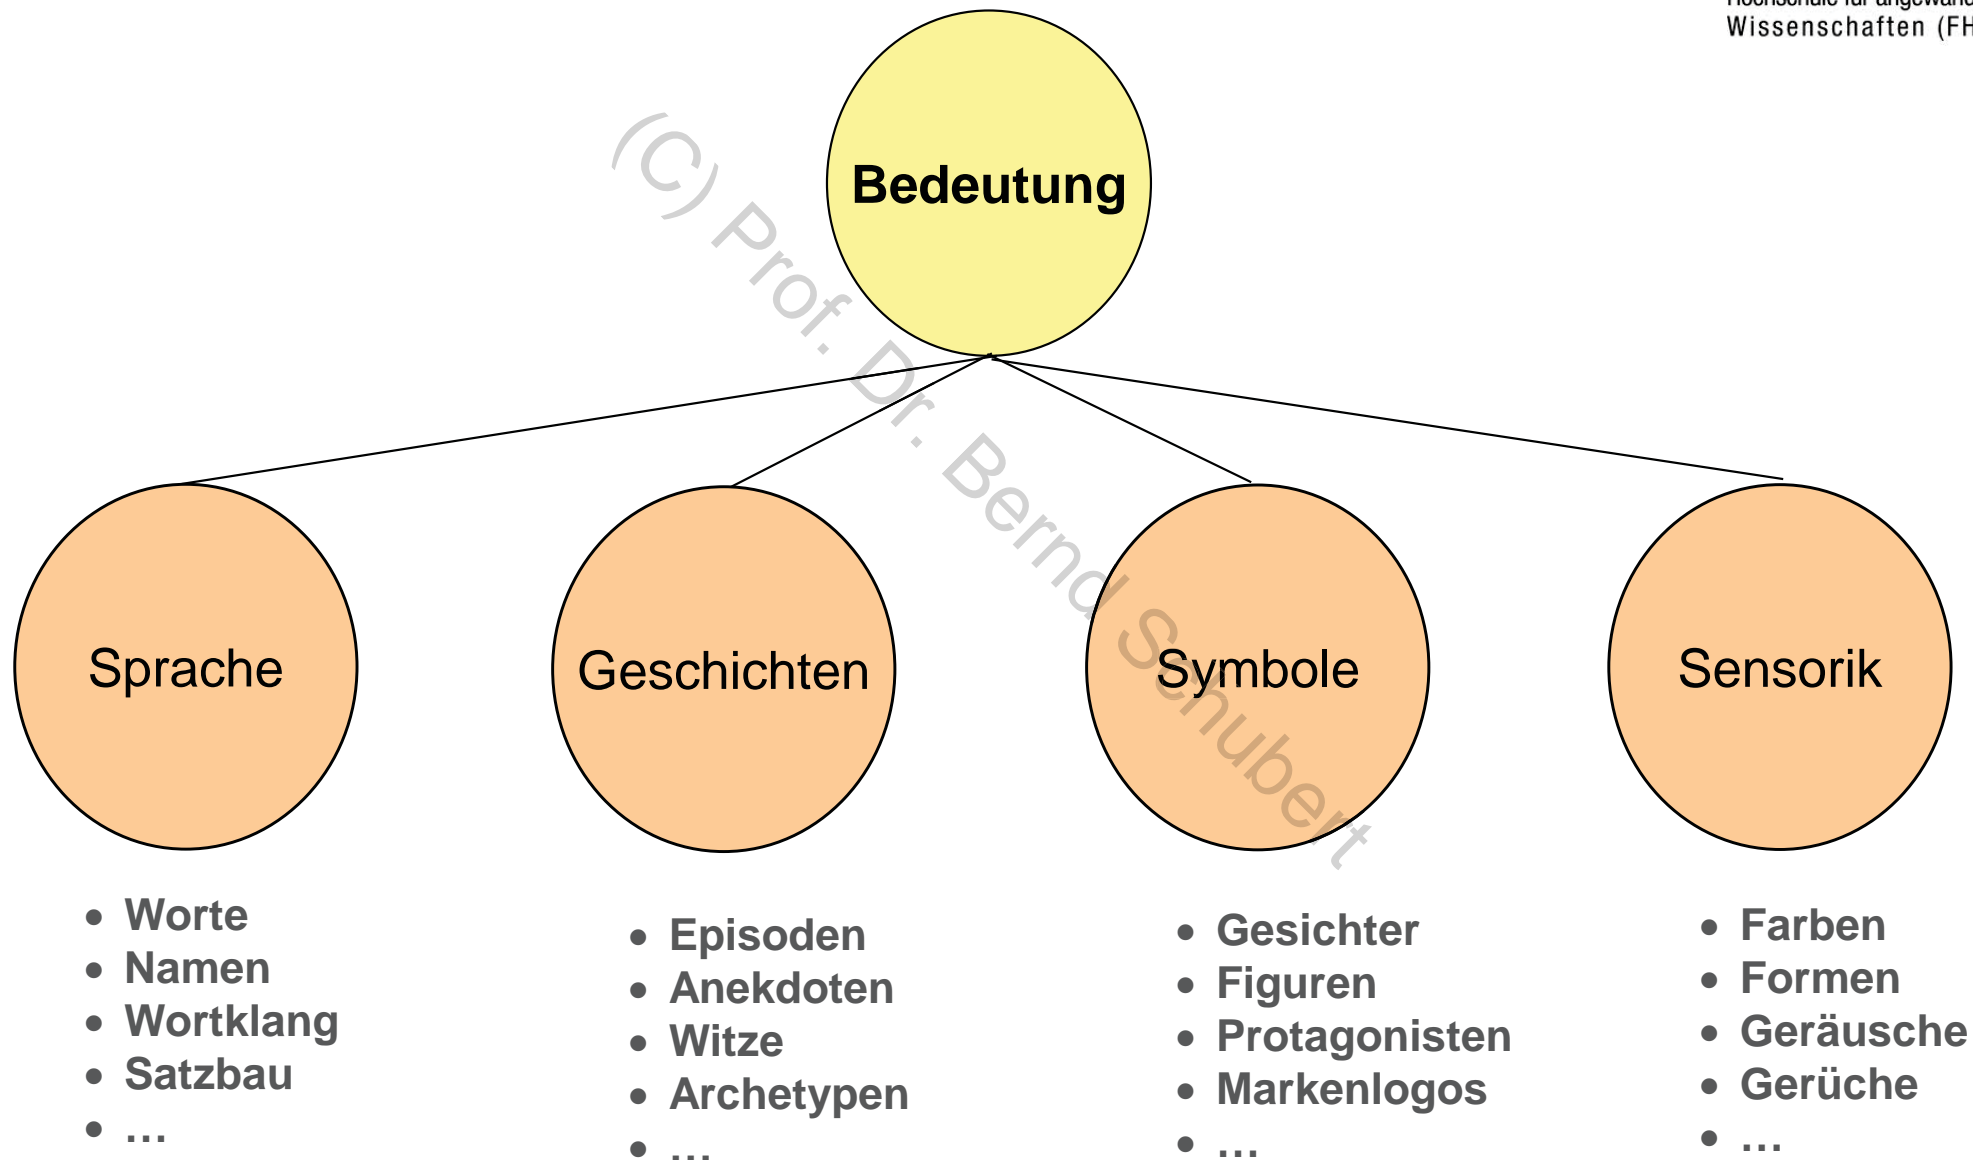 Wissenschaften (FH
(C) Prof. Dr. Bernd Schubert
Bedeutung
Sprache
Geschichten
Symbole
Sensorik
• Worte
• Namen
• Wortklang
• Satzbau
• …
• Episoden
• Anekdoten
• Witze
• Archetypen
• …
• Gesichter
• Figuren
• Protagonisten
• Markenlogos
• …
• Farben
• Formen
• Geräusche
• Gerüche
• …